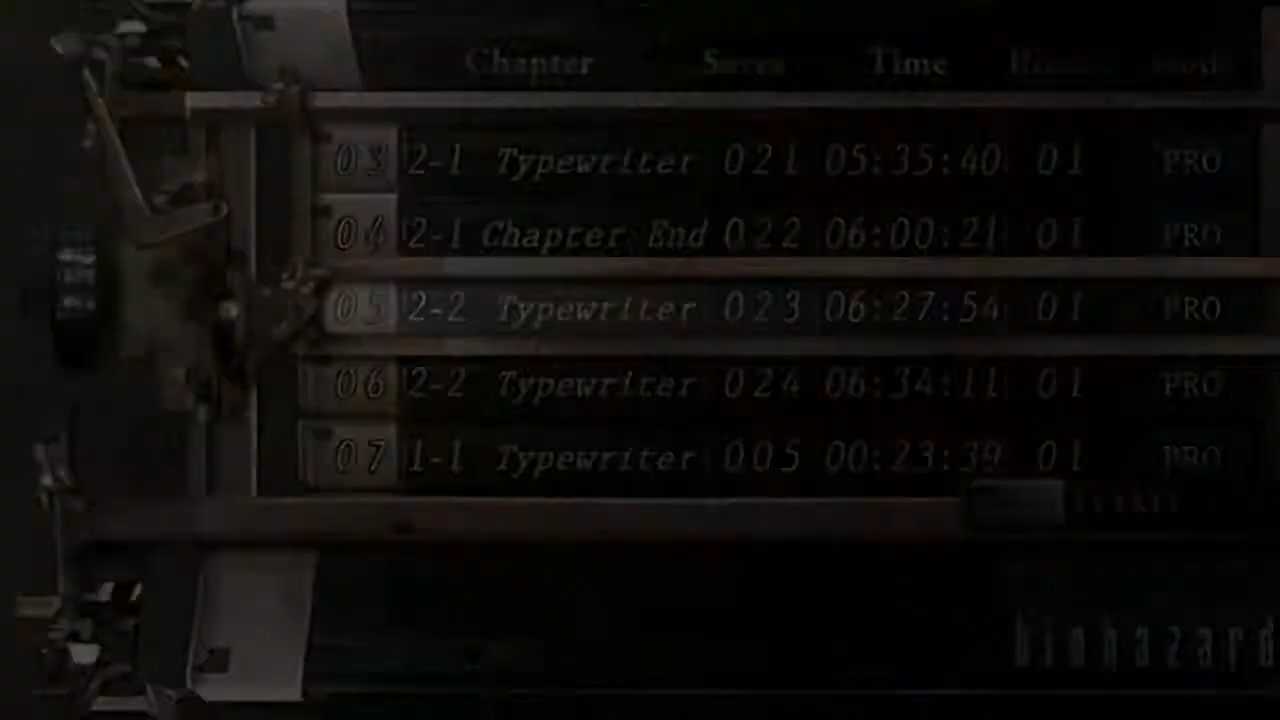 Chapter Saves Time
03 2-1 Typewriter 021 05:35:40 01 PRO
04 2-1 Chapter End 022 06:00:21 01 PRO
05 2-2 Typewriter 023 06:27:54 01 PRO
06 2-2 Typewriter 024 06:34:11 01 PRO
07 1-1 Typewriter 005 00:23:39 01 PRO
biohazard